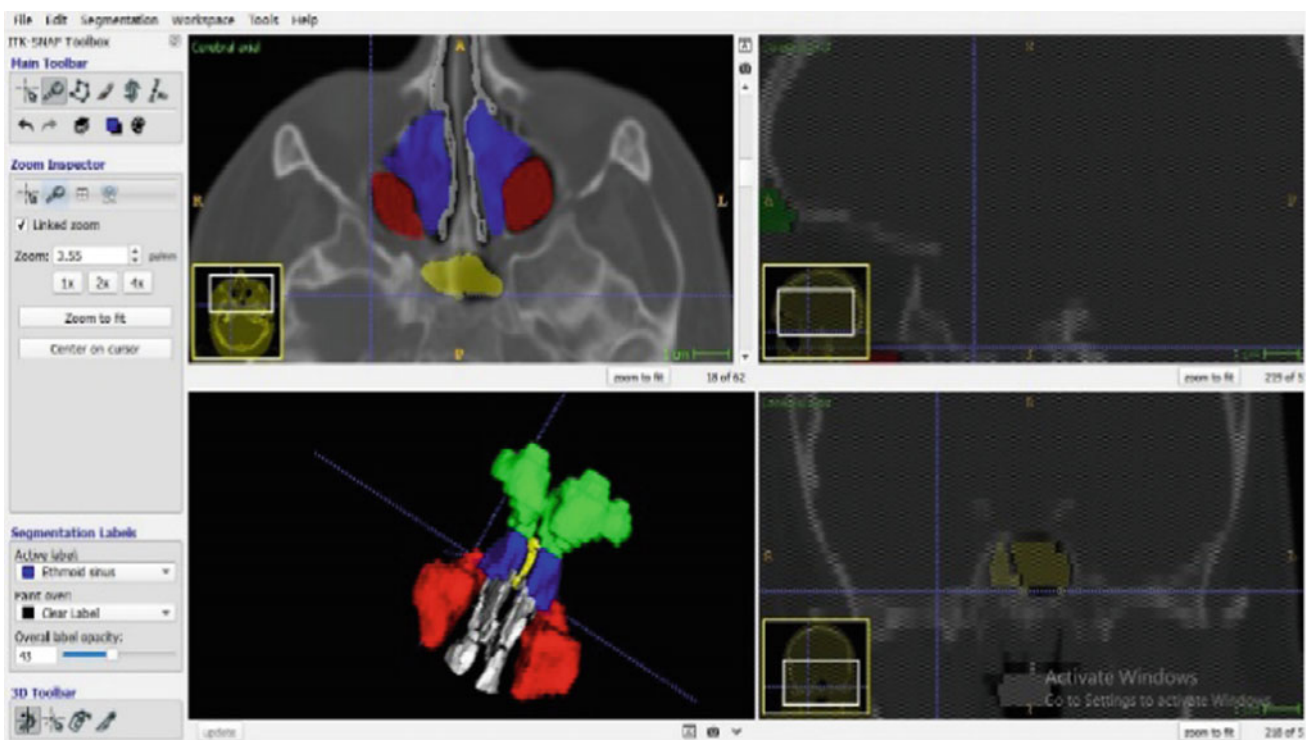 File Edit Segmentation Workspace Tools Help
ITK-SNAP Toolbox
Main Toolbar
Zoom Inspector
Linked zoom
Zoom: 3.55
1x 2x 4x
Zoom to fit
Center on cursor
Segmentation Labels
Active label:
Ethmoid sinus
Paint over:
Clear Label
Overall label opacity:
43
3D Toolbar
A
R
L
P
zoom to fit 18 of 62
zoom to fit
update
Activate Windows
Go to Settings to activate Windows.
zoom to fit